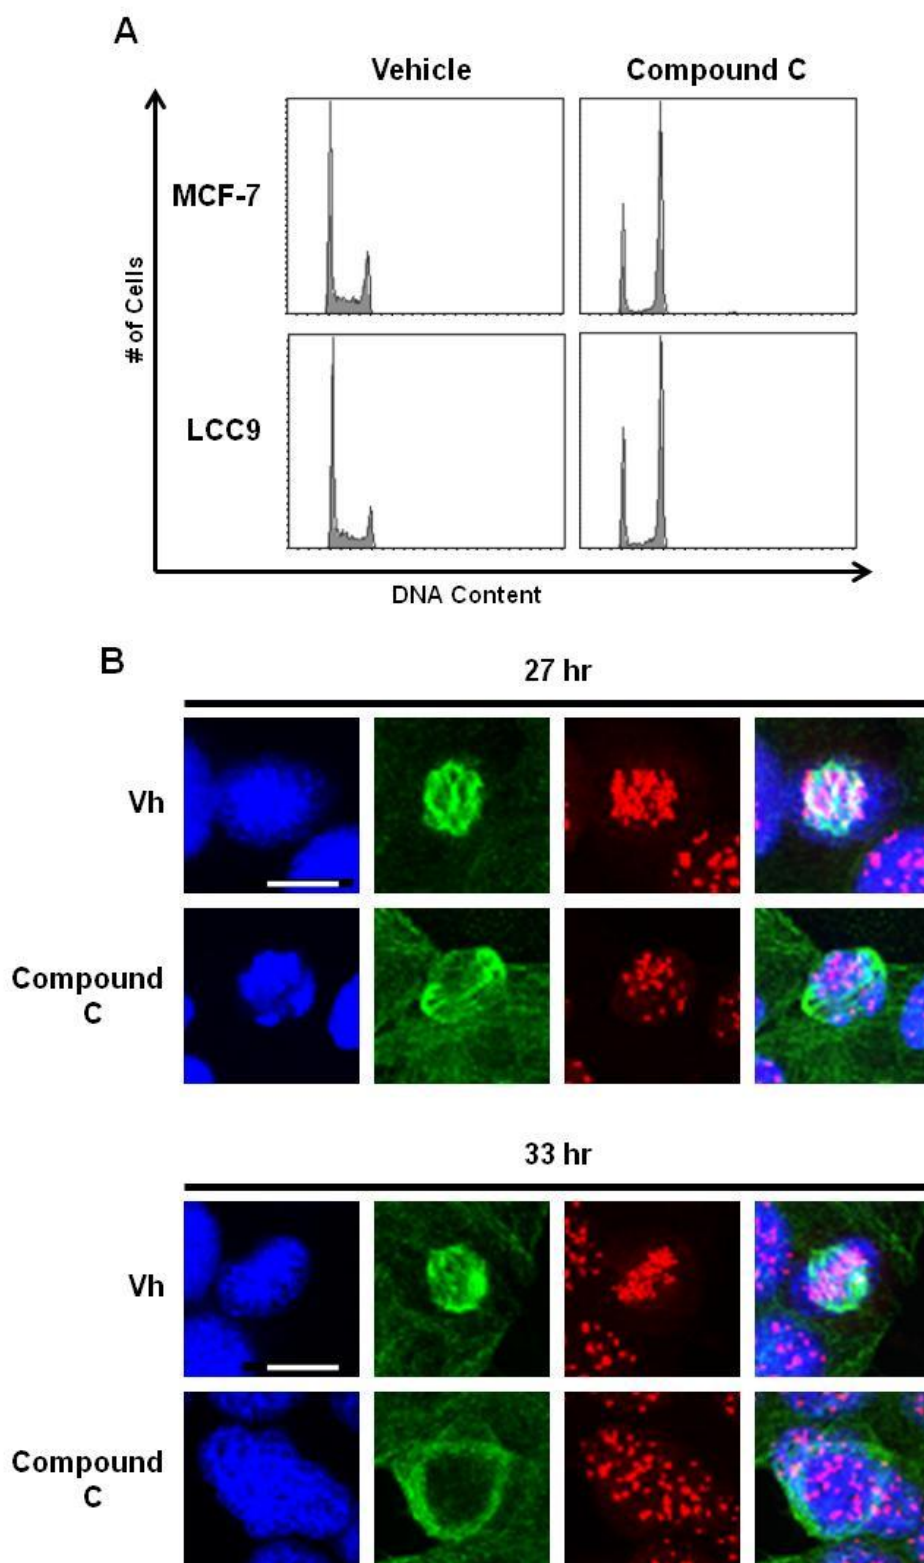 A
Vehicle
Compound C
MCF-7
# of Cells
LCC9
DNA Content
B
27 hr
Vh
Compound
C
33 hr
Vh
Compound
C